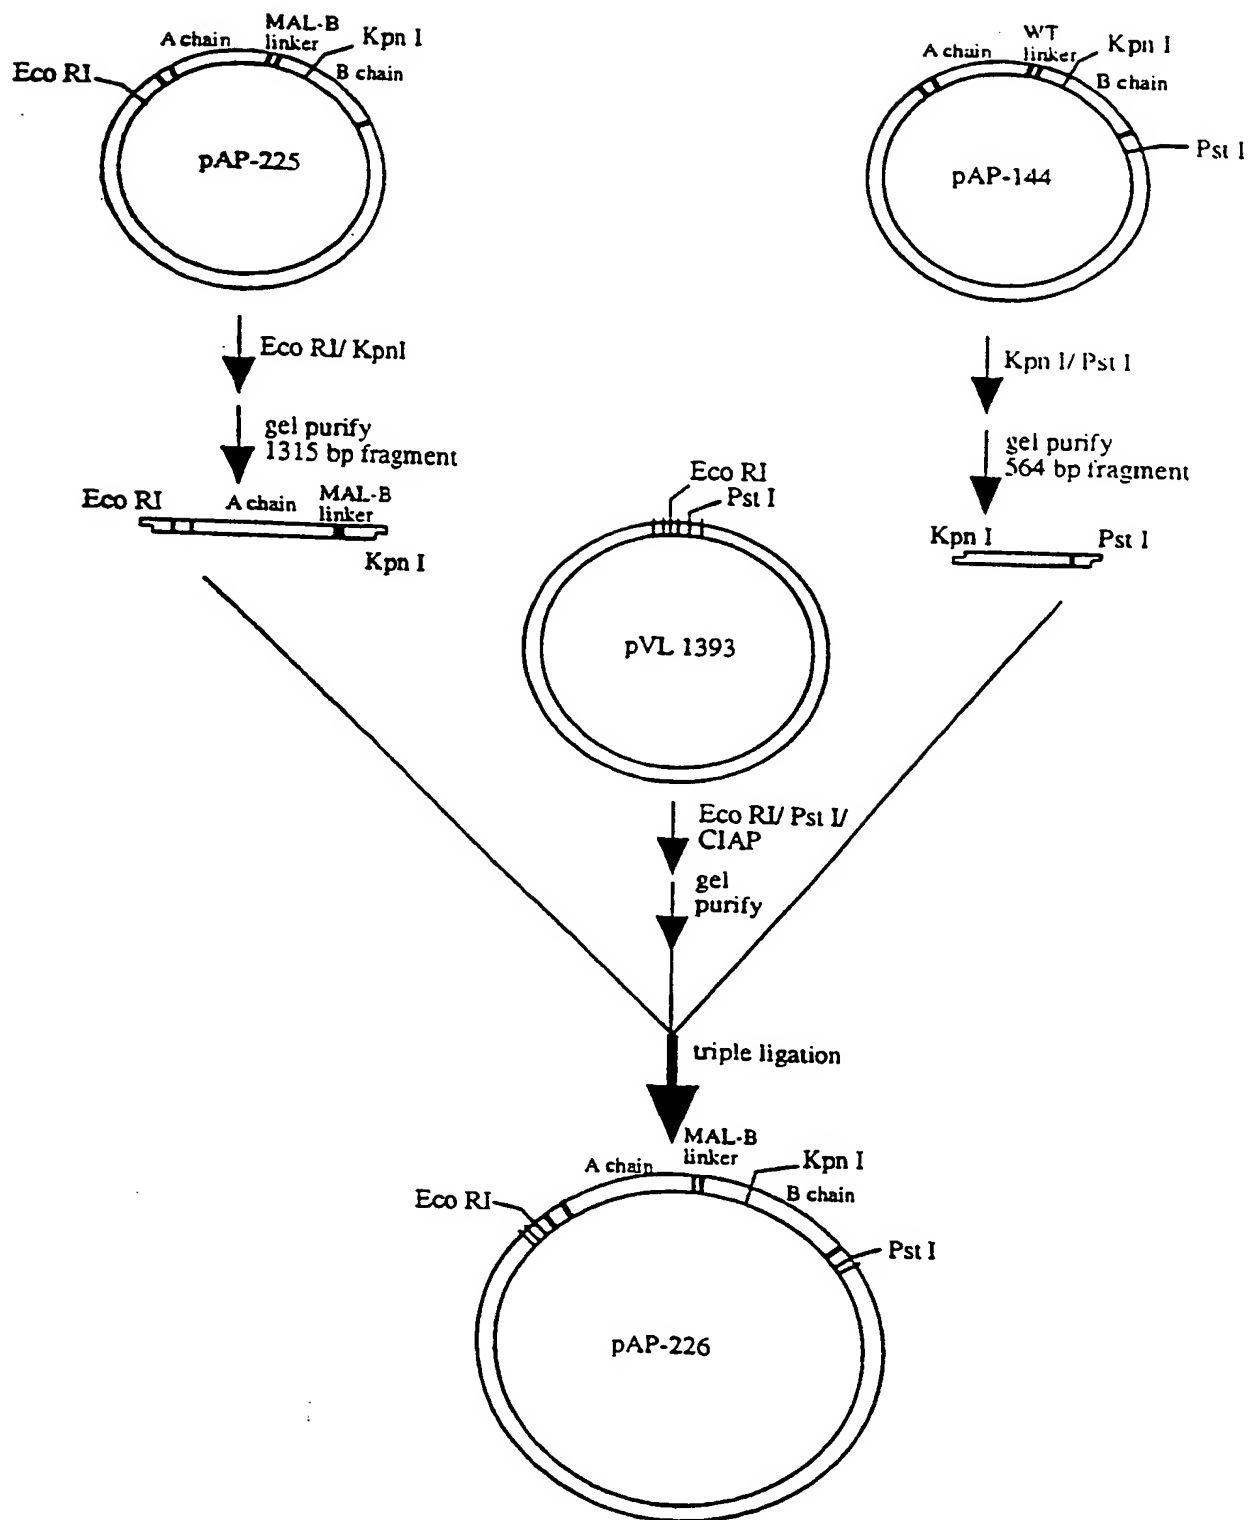 A chain
MAL-B
linker
Kpn I
B chain
Eco RI
pAP-225
A chain
WT
linker
Kpn I
B chain
Pst I
pAP-144
Eco RI/ KpnI
gel purify
1315 bp fragment
Kpn I/ Pst I
gel purify
564 bp fragment
Eco RI
A chain
MAL-B
linker
Kpn I
Eco RI
Pst I
pVL 1393
Kpn I
Pst I
Eco RI/ Pst I/
CIAP
gel
purify
triple ligation
A chain
MAL-B
linker
Kpn I
B chain
Eco RI
Pst I
pAP-226